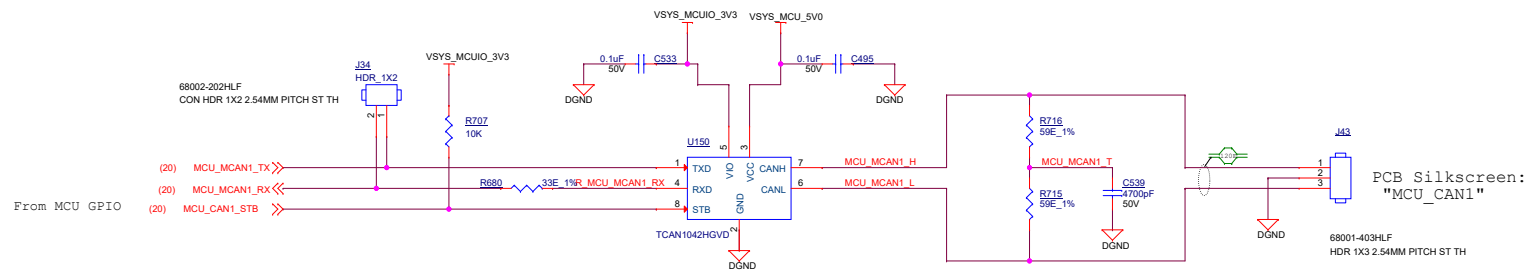 VSYS_MCUIO_3V3
VSYS_MCU_5V0
VSYS_MCUIO_3V3
0.1uF
C533
50V
0.1uF
C495
50V
DGND
DGND
J34
HDR_1X2
68002-202HLF
CON HDR 1X2 2.54MM PITCH ST TH
2
1
R707
10K
U150
5
3
R716
59E_1%
J43
120E
(20) MCU_MCAN1_TX
1
TXD
VIO
VCC
CANH
7
MCU_MCAN1_H
MCU_MCAN1_T
1
(20) MCU_MCAN1_RX
R680
33E_1%
R_MCU_MCAN1_RX
4
RXD
CANL
6
MCU_MCAN1_L
C539
4700pF
50V
2
3
PCB Silkscreen:
"MCU_CAN1"
From MCU GPIO
(20) MCU_CAN1_STB
8
STB
GND
2
R715
59E_1%
TCAN1042HGVD
DGND
DGND
DGND
68001-403HLF
HDR 1X3 2.54MM PITCH ST TH